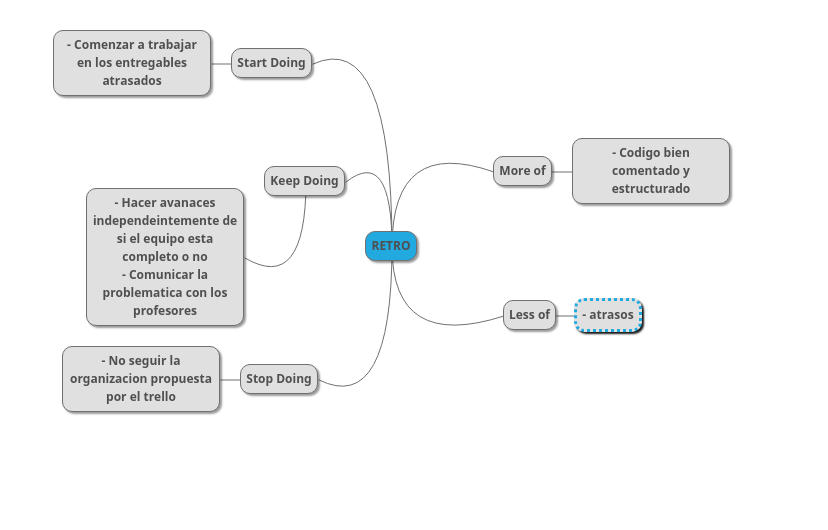 - Comenzar a trabajar
en los entregables
atrasados
Start Doing
More of
- Codigo bien
comentado y
estructurado
Keep Doing
- Hacer avanaces
independeintemente de
si el equipo esta
completo o no
- Comunicar la
problematica con los
profesores
RETRO
Less of
- atrasos
- No seguir la
organizacion propuesta
por el trello
Stop Doing